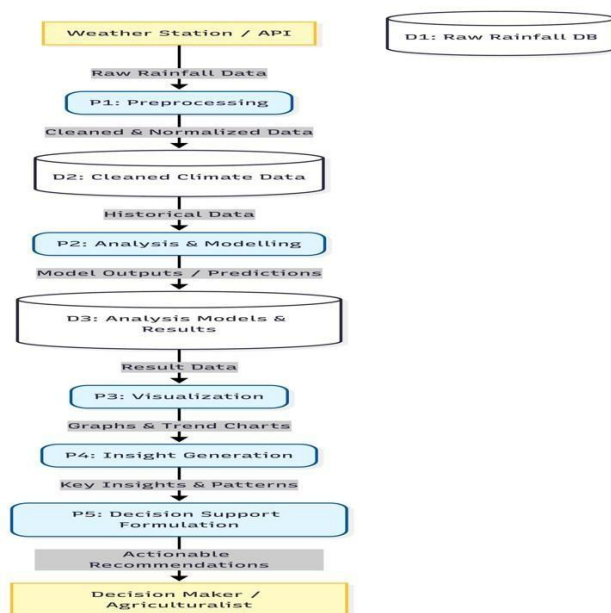 Weather Station / API
D1: Raw Rainfall DB
Raw Rainfall Data
P1: Preprocessing
Cleaned & Normalized Data
D2: Cleaned Climate Data
Historical Data
P2: Analysis & Modelling
Model Outputs / Predictions
D3: Analysis Models &
Results
Result Data
P3: Visualization
Graphs & Trend Charts
P4: Insight Generation
Key Insights & Patterns
P5: Decision Support
Formulation
Actionable
Recommendations
Decision Maker /
Agriculturalist